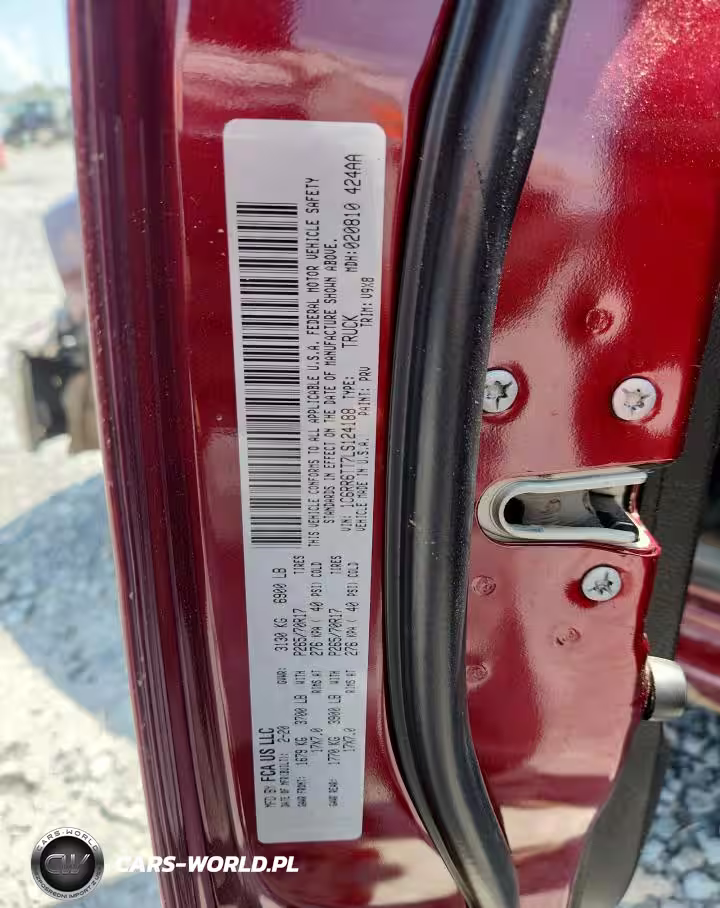 MFD BY: FCA US LLC
DATE OF MFR(BUILT): 2-20 GVWR: 3130 KG 6900 LB
GAWR FRONT: 1679 KG 3700 LB WITH P265/70R17 TIRES
17X7.0 RIMS AT 276 KPA( 40 PSI) COLD
GAWR REAR: 1770 KG 3900 LB WITH P265/70R17 TIRES
17X7.0 RIMS AT 276 KPA( 40 PSI) COLD
THIS VEHICLE CONFORMS TO ALL APPLICABLE U.S.A. FEDERAL MOTOR VEHICLE SAFETY
STANDARDS IN EFFECT ON THE DATE OF MANUFACTURE SHOWN ABOVE.
VIN: 1C6RR6TT7LS124188 TYPE: TRUCK MDH:020810 424AA
VEHICLE MADE IN U.S.A. PAINT: PRV TRIM: V9X8
CARS-WORLD
CW
CARS-WORLD.PL